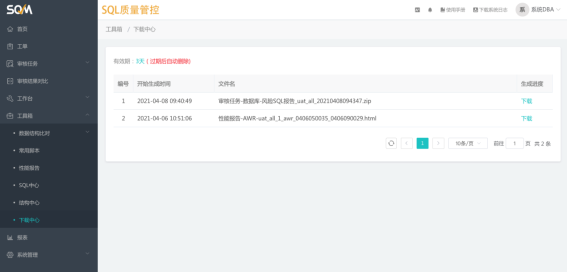 SQM
SQL质量管控
使用手册
下载系统日志
系
系统DBA
首页
工单
审核任务
审核结果对比
工作台
工具箱
数据结构比对
常用脚本
性能报告
SQL中心
结构中心
下载中心
报表
系统管理
工具箱 / 下载中心
有效期：3天（过期后自动删除）
编号 开始生成时间 文件名 生成进度
1 2021-04-08 09:40:49 审核任务-数据库-风险SQL报告_uat_all_20210408094347.zip 下载
2 2021-04-06 10:51:06 性能报告-AWR-uat_all_1_awr_0406050035_0406090029.html 下载
1 10条/页 前往 1 页 共 2 条